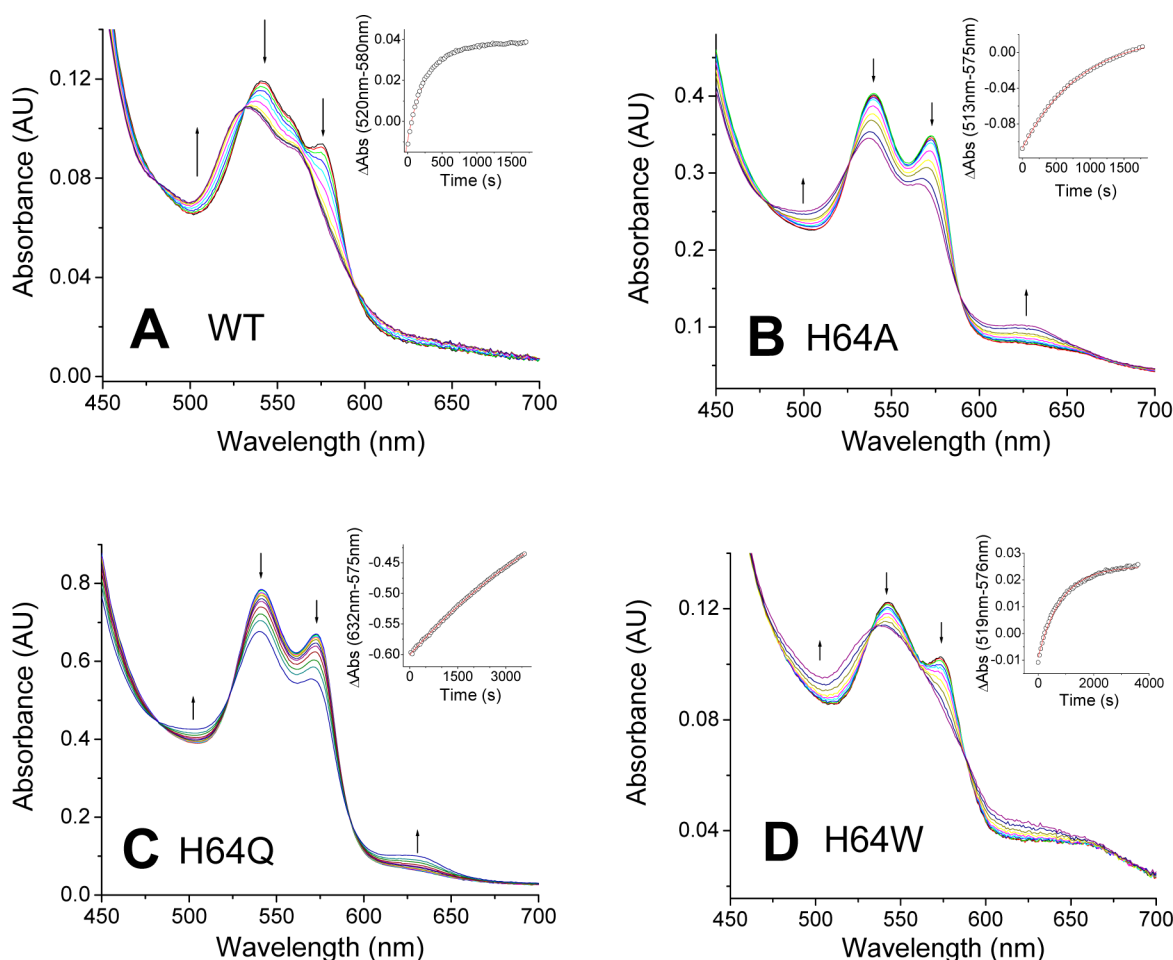 Absorbance (AU)
0.12
0.08
0.04
0.00
450 500 550 600 650 700
Wavelength (nm)
A WT
ΔAbs (520nm-580nm)
0.04
0.02
0.00
0 500 1000 1500
Time (s)
Absorbance (AU)
0.4
0.3
0.2
0.1
450 500 550 600 650 700
Wavelength (nm)
B H64A
ΔAbs (513nm-575nm)
0.00
-0.04
-0.08
0 500 1000 1500
Time (s)
Absorbance (AU)
0.8
0.6
0.4
0.2
0.0
450 500 550 600 650 700
Wavelength (nm)
C H64Q
ΔAbs (632nm-575nm)
-0.45
-0.50
-0.55
-0.60
0 1500 3000
Time (s)
Absorbance (AU)
0.12
0.08
0.04
450 500 550 600 650 700
Wavelength (nm)
D H64W
ΔAbs (519nm-576nm)
0.03
0.02
0.01
0.00
-0.01
0 2000 4000
Time (s)